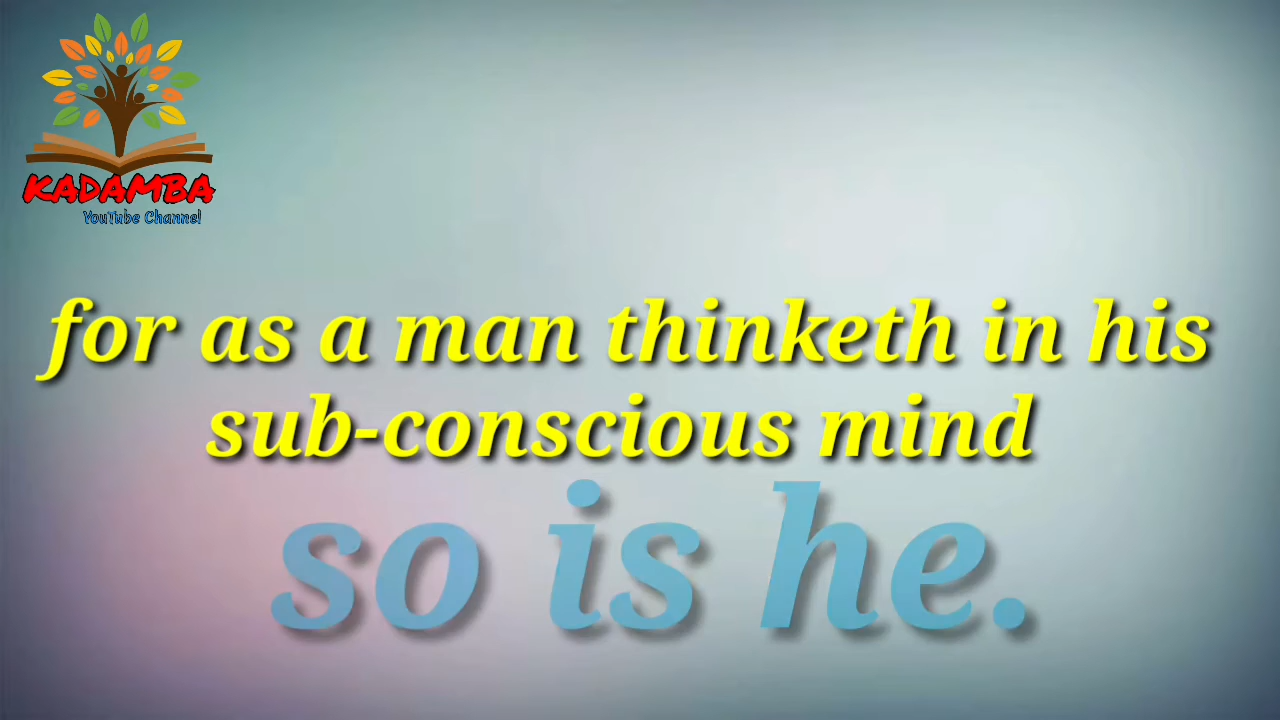 KADAMBA
YouTube Channel
for as a man thinketh in his
sub-conscious mind
so is he.